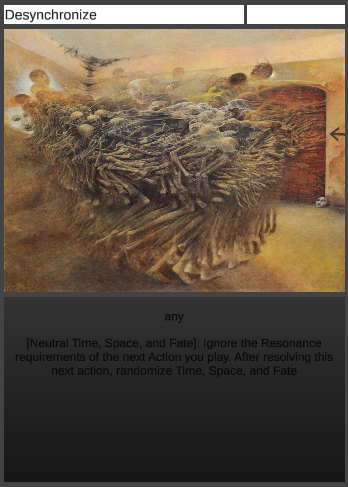 Desynchronize
any
[Neutral Time, Space, and Fate]: Ignore the Resonance
requirements of the next Action you play. After resolving this
next action, randomize Time, Space, and Fate